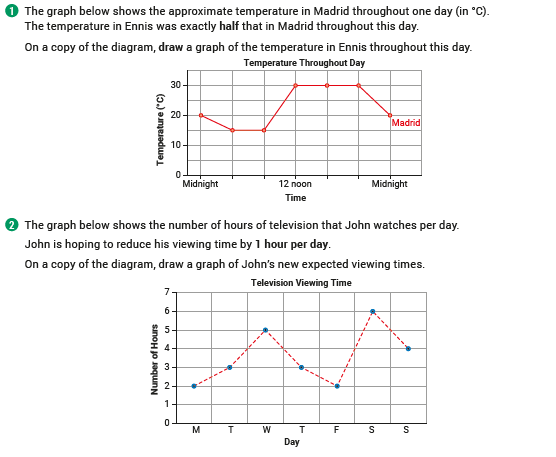 1 The graph below shows the approximate temperature in Madrid throughout one day (in °C).
The temperature in Ennis was exactly half that in Madrid throughout this day.
On a copy of the diagram, draw a graph of the temperature in Ennis throughout this day.
Temperature Throughout Day
Temperature (°C)
30
20
10
0
Madrid
Midnight 12 noon Midnight
Time
2 The graph below shows the number of hours of television that John watches per day.
John is hoping to reduce his viewing time by 1 hour per day.
On a copy of the diagram, draw a graph of John's new expected viewing times.
Television Viewing Time
Number of Hours
7
6
5
4
3
2
1
0
M T W T F S S
Day